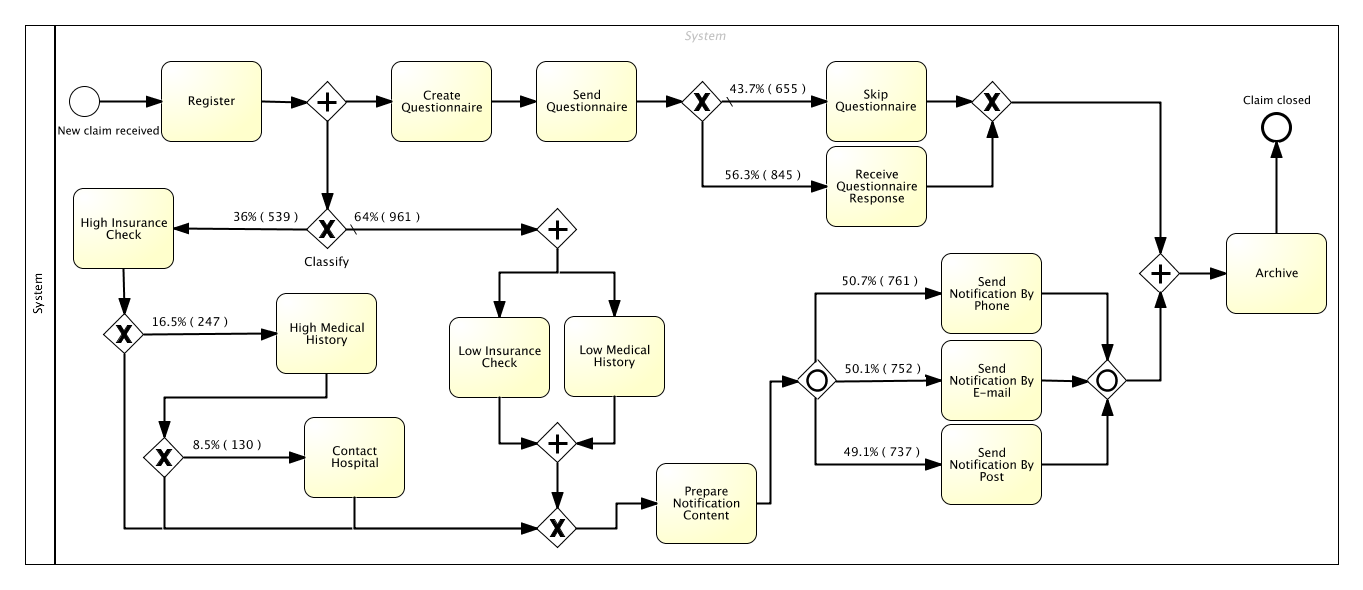 System
System
Register
Create
Questionnaire
Send
Questionnaire
43.7% ( 655 )
Skip
Questionnaire
Claim closed
New claim received
56.3% ( 845 )
Receive
Questionnaire
Response
High Insurance
Check
36% ( 539 )
64% ( 961 )
Classify
Archive
16.5% ( 247 )
High Medical
History
Low Insurance
Check
Low Medical
History
50.7% ( 761 )
Send
Notification By
Phone
50.1% ( 752 )
Send
Notification By
E-mail
8.5% ( 130 )
Contact
Hospital
49.1% ( 737 )
Send
Notification By
Post
Prepare
Notification
Content